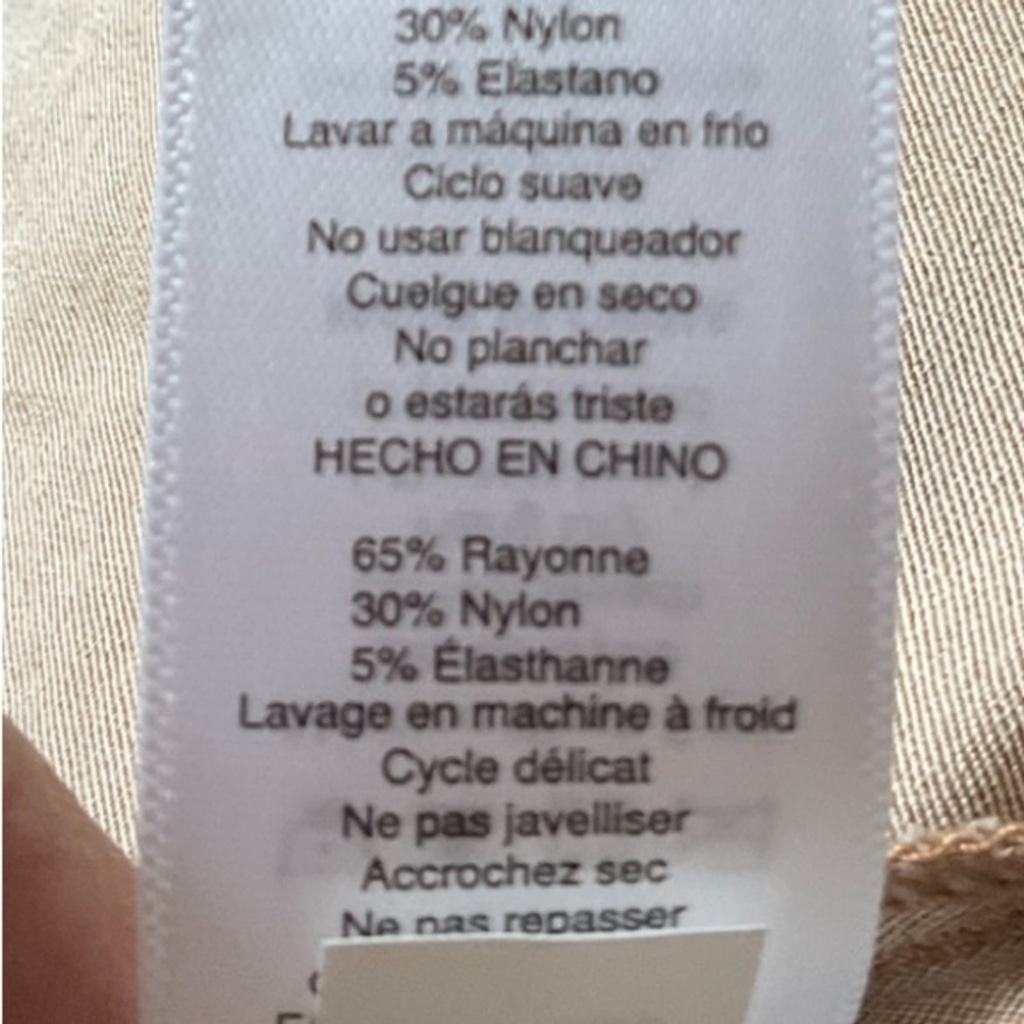 30% Nylon
5% Elastano
Lavar a máquina en frío
Ciclo suave
No usar blanqueador
Cuelgue en seco
No planchar
o estarás triste
HECHO EN CHINO
65% Rayonne
30% Nylon
5% Élasthanne
Lavage en machine à froid
Cycle délicat
Ne pas javelliser
Accrochez sec
Ne pas repasser